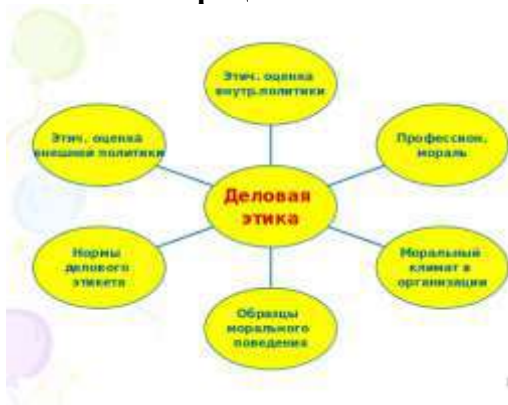 Этич. оценка
внутр.политики
Этич. оценка
внешней политики
Професcион.
мораль
Деловая
этика
Нормы
делового
этикета
Моральный
климат в
организации
Образцы
морального
поведения